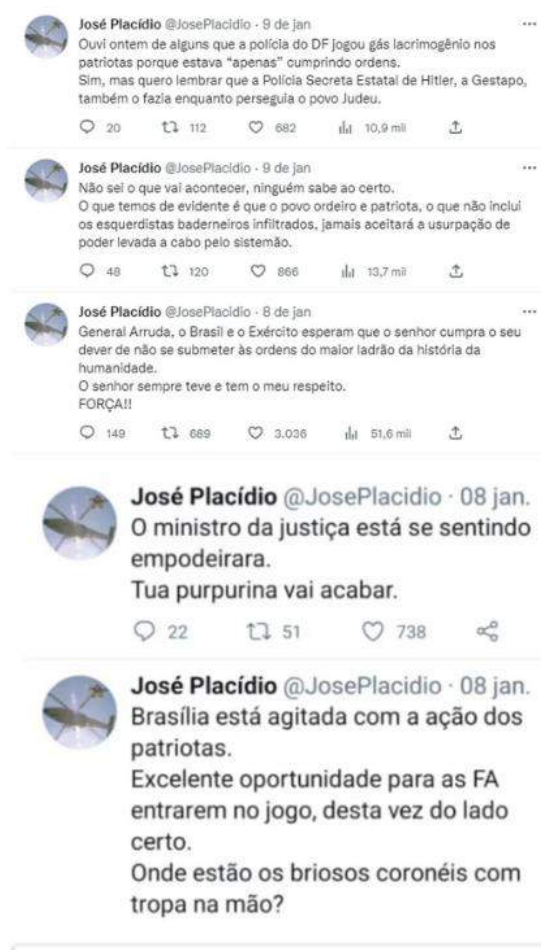 José Placídio @JosePlacidio · 9 de jan
Ouvi ontem de alguns que a polícia do DF jogou gás lacrimogênio nos
patriotas porque estava "apenas" cumprindo ordens.
Sim, mas quero lembrar que a Polícia Secreta Estatal de Hitler, a Gestapo,
também o fazia enquanto perseguia o povo Judeu.
20 112 682 10,9 mil
José Placídio @JosePlacidio · 9 de jan
Não sei o que vai acontecer, ninguém sabe ao certo.
O que temos de evidente é que o povo ordeiro e patriota, o que não inclui
os esquerdistas baderneiros infiltrados, jamais aceitará a usurpação de
poder levada a cabo pelo sistemão.
48 120 866 13,7 mil
José Placídio @JosePlacidio · 8 de jan
General Arruda, o Brasil e o Exército esperam que o senhor cumpra o seu
dever de não se submeter às ordens do maior ladrão da história da
humanidade.
O senhor sempre teve e tem o meu respeito.
FORÇA!!
149 689 3.036 51,6 mil
José Placídio @JosePlacidio · 08 jan.
O ministro da justiça está se sentindo
empodeirara.
Tua purpurina vai acabar.
22 51 738
José Placídio @JosePlacidio · 08 jan.
Brasília está agitada com a ação dos
patriotas.
Excelente oportunidade para as FA
entrarem no jogo, desta vez do lado
certo.
Onde estão os briosos coronéis com
tropa na mão?